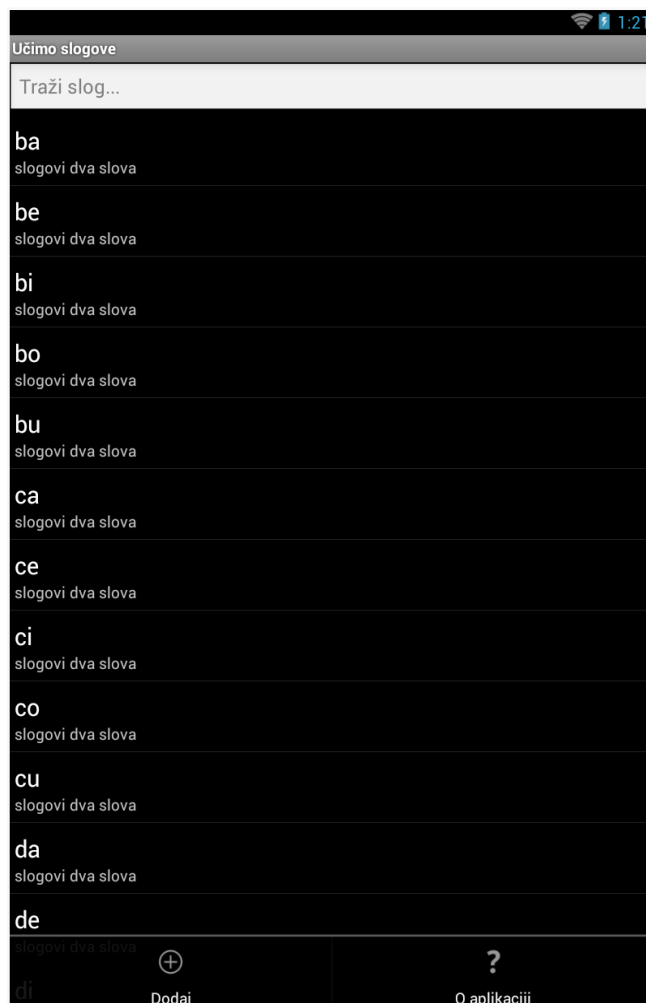 1:21
Učimo slogove
Traži slog...
ba
slogovi dva slova
be
slogovi dva slova
bi
slogovi dva slova
bo
slogovi dva slova
bu
slogovi dva slova
ca
slogovi dva slova
ce
slogovi dva slova
ci
slogovi dva slova
co
slogovi dva slova
cu
slogovi dva slova
da
slogovi dva slova
de
slogovi dva slova
di
Dodaj
?
O aplikaciji